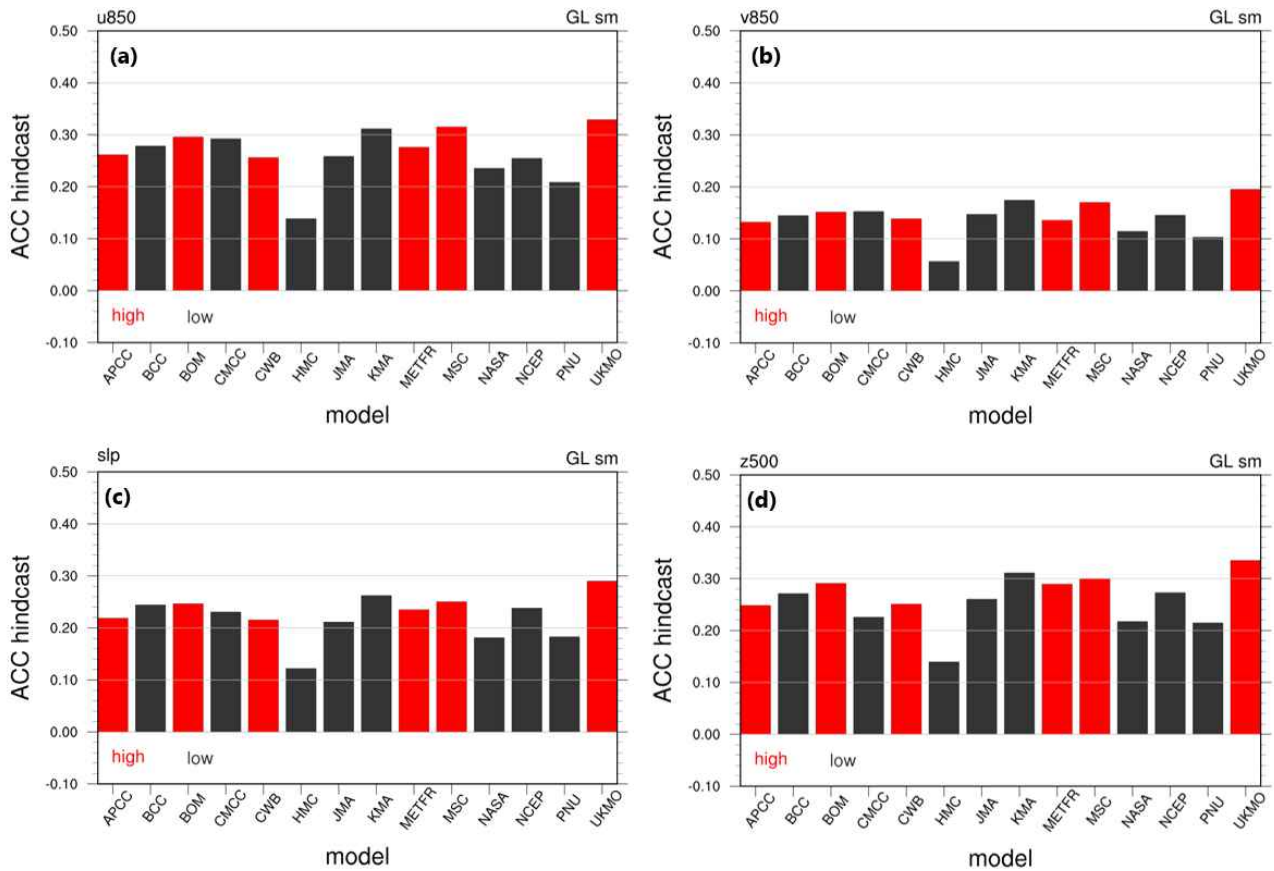 u850 GL sm
(a)
0.50
0.40
0.30
0.20
0.10
0.00
-0.10
ACC hindcast
high low
APCC BCC BOM CMCC CWB HMC JMA KMA METFR MSC NASA NCEP PNU UKMO
model
v850 GL sm
(b)
0.50
0.40
0.30
0.20
0.10
0.00
-0.10
ACC hindcast
high low
APCC BCC BOM CMCC CWB HMC JMA KMA METFR MSC NASA NCEP PNU UKMO
model
slp GL sm
(c)
0.50
0.40
0.30
0.20
0.10
0.00
-0.10
ACC hindcast
high low
APCC BCC BOM CMCC CWB HMC JMA KMA METFR MSC NASA NCEP PNU UKMO
model
z500 GL sm
(d)
0.50
0.40
0.30
0.20
0.10
0.00
-0.10
ACC hindcast
high low
APCC BCC BOM CMCC CWB HMC JMA KMA METFR MSC NASA NCEP PNU UKMO
model